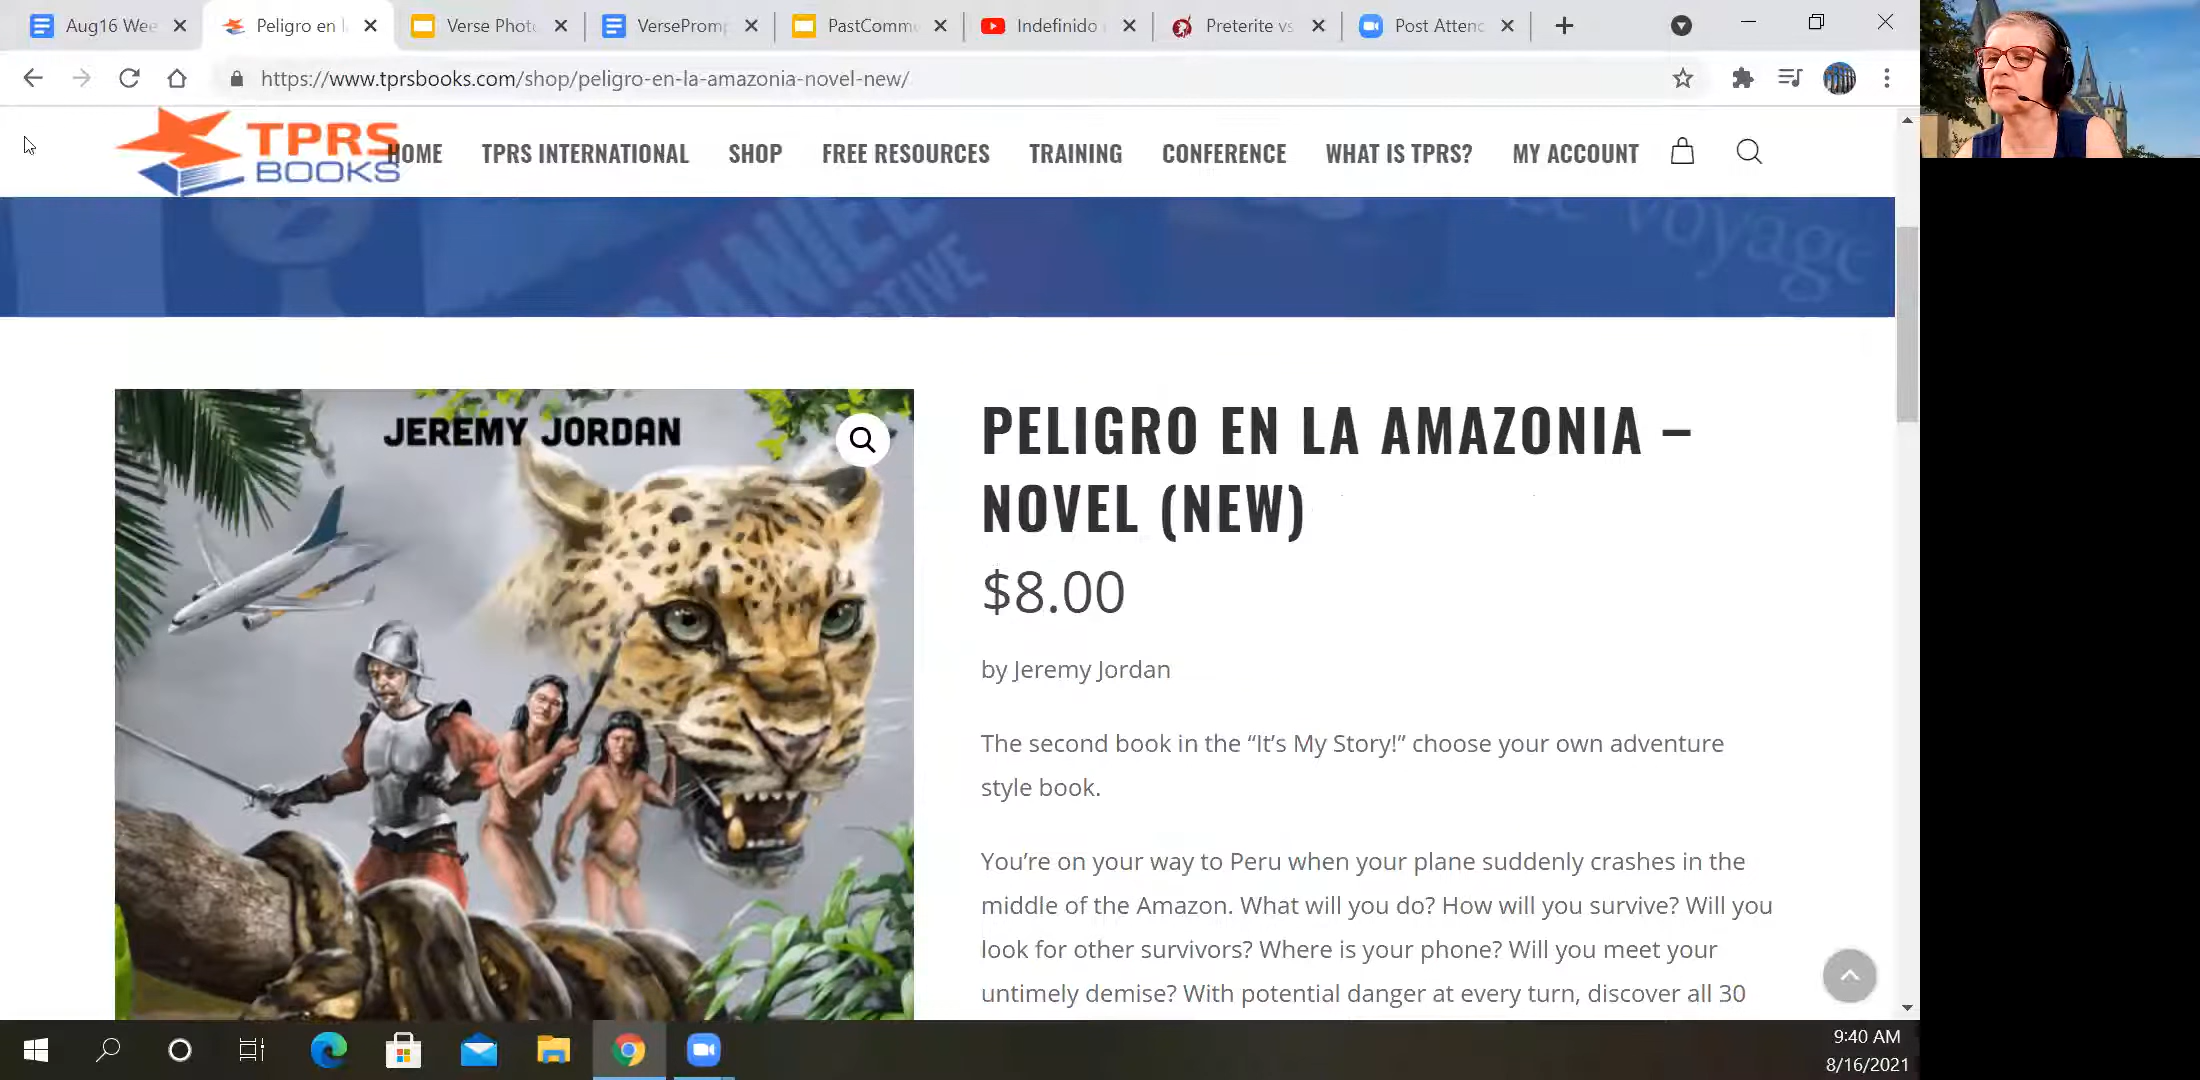 Aug16 Wee
Peligro en l
Verse Phot
VersePromp
PastComme
Indefinido
Preterite vs
Post Attenc
https://www.tprsbooks.com/shop/peligro-en-la-amazonia-novel-new/
TPRS
BOOKS
HOME
TPRS INTERNATIONAL
SHOP
FREE RESOURCES
TRAINING
CONFERENCE
WHAT IS TPRS?
MY ACCOUNT
DANIEL
Le Voyage
JEREMY JORDAN
PELIGRO EN LA AMAZONIA –
NOVEL (NEW)
$8.00
by Jeremy Jordan
The second book in the “It’s My Story!” choose your own adventure
style book.
You’re on your way to Peru when your plane suddenly crashes in the
middle of the Amazon. What will you do? How will you survive? Will you
look for other survivors? Where is your phone? Will you meet your
untimely demise? With potential danger at every turn, discover all 30
9:40 AM
8/16/2021